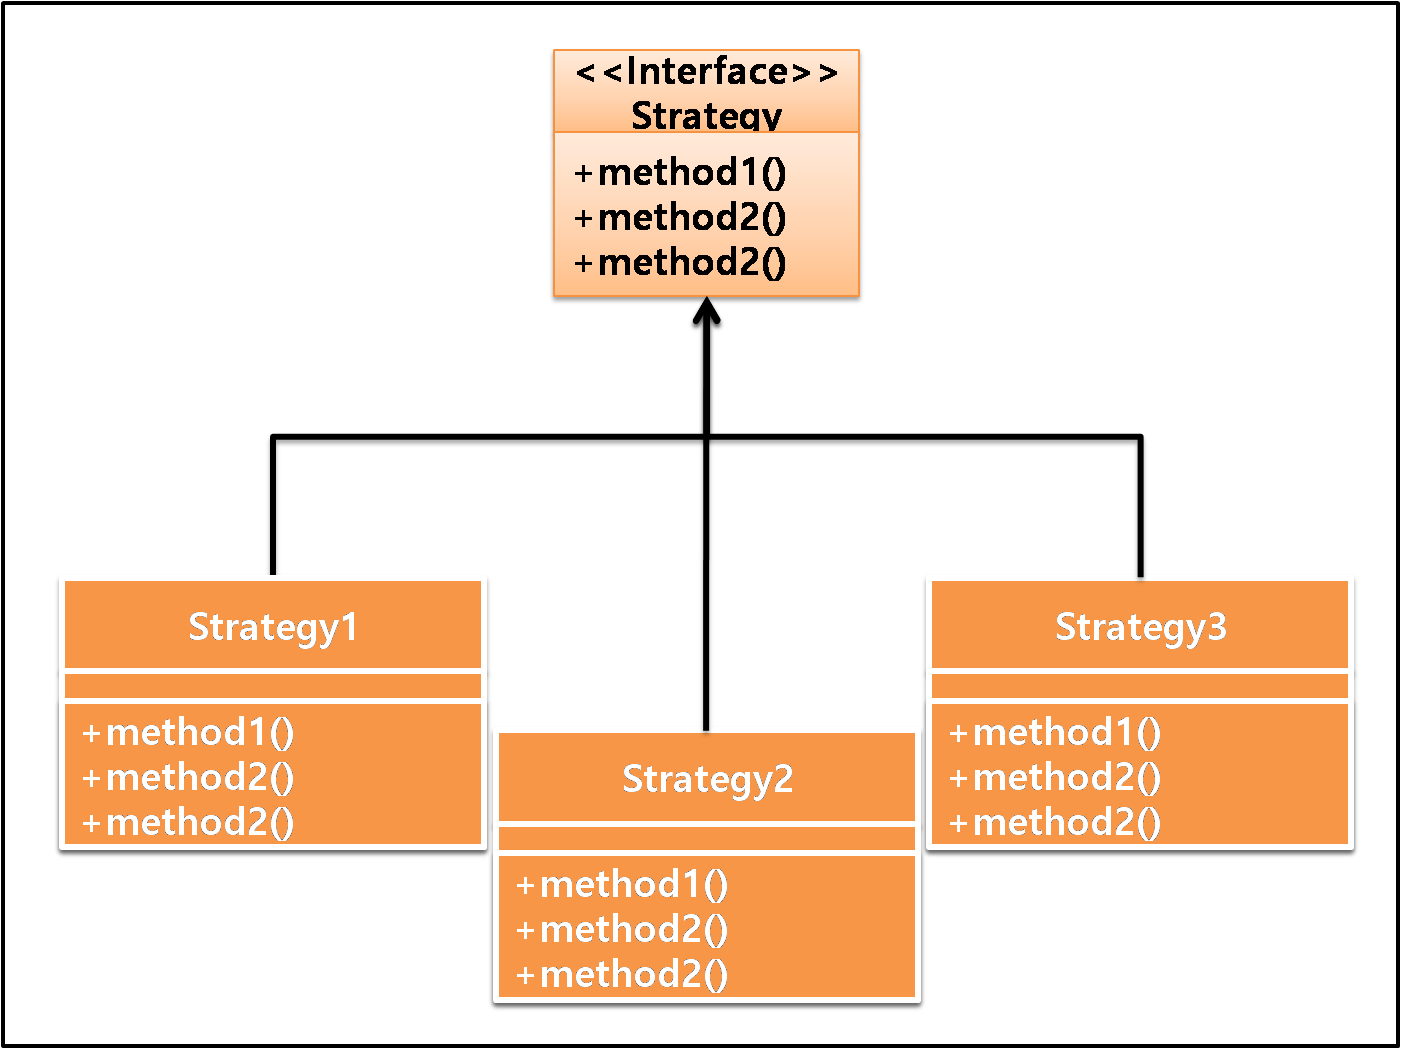 <<Interface>>
Strategy
+method1()
+method2()
+method2()
Strategy1
+method1()
+method2()
+method2()
Strategy2
+method1()
+method2()
+method2()
Strategy3
+method1()
+method2()
+method2()